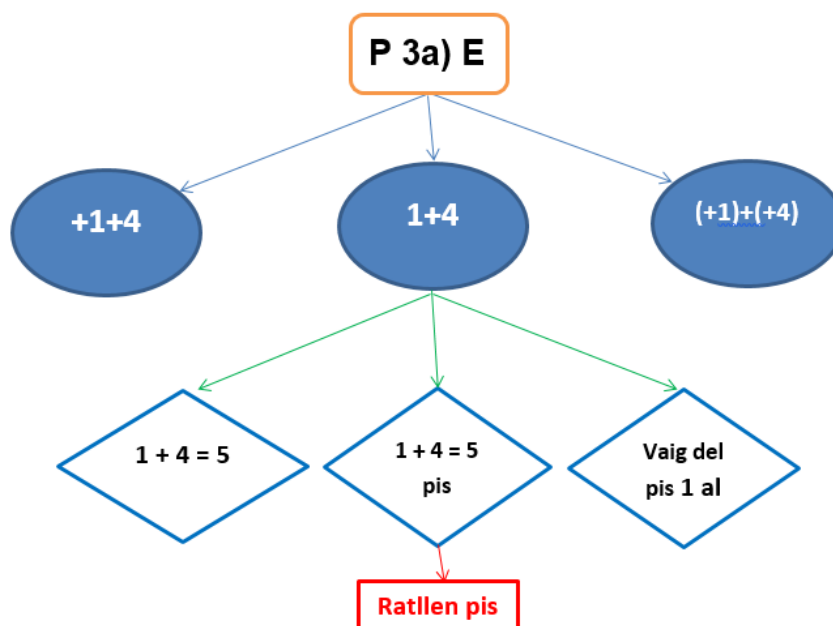 P 3a) E
+1+4
1+4
(+1)+(+4)
1 + 4 = 5
1 + 4 = 5
pis
Vaig del
pis 1 al
Ratllen pis